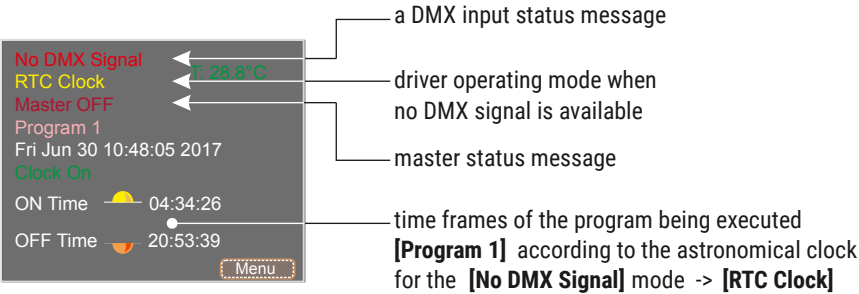 a DMX input status message
No DMX Signal
T: 28.8°C
RTC Clock
driver operating mode when
no DMX signal is available
Master OFF
Program 1
Fri Jun 30 10:48:05 2017
master status message
Clock On
ON Time 04:34:26
time frames of the program being executed
OFF Time 20:53:39
[Program 1] according to the astronomical clock
Menu
for the [No DMX Signal] mode -> [RTC Clock]